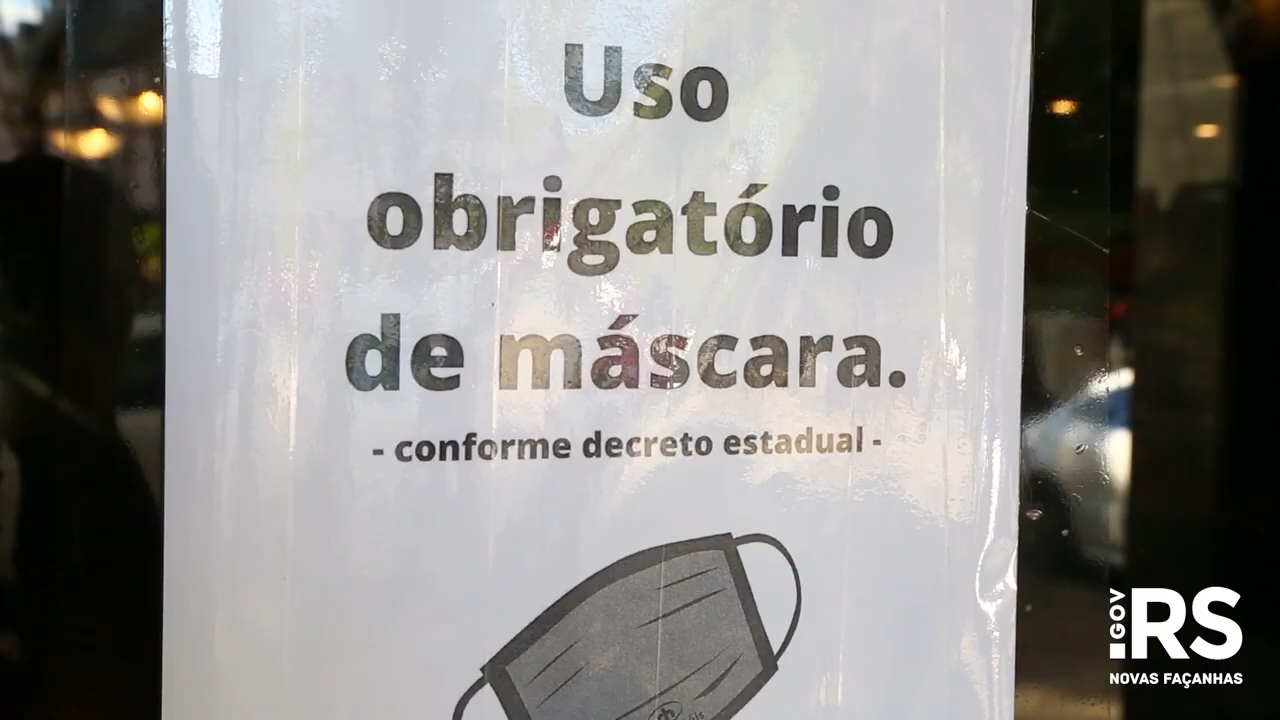 Uso
obrigatório
de máscara.
- conforme decreto estadual -
.GOV
RS
NOVAS FAÇANHAS